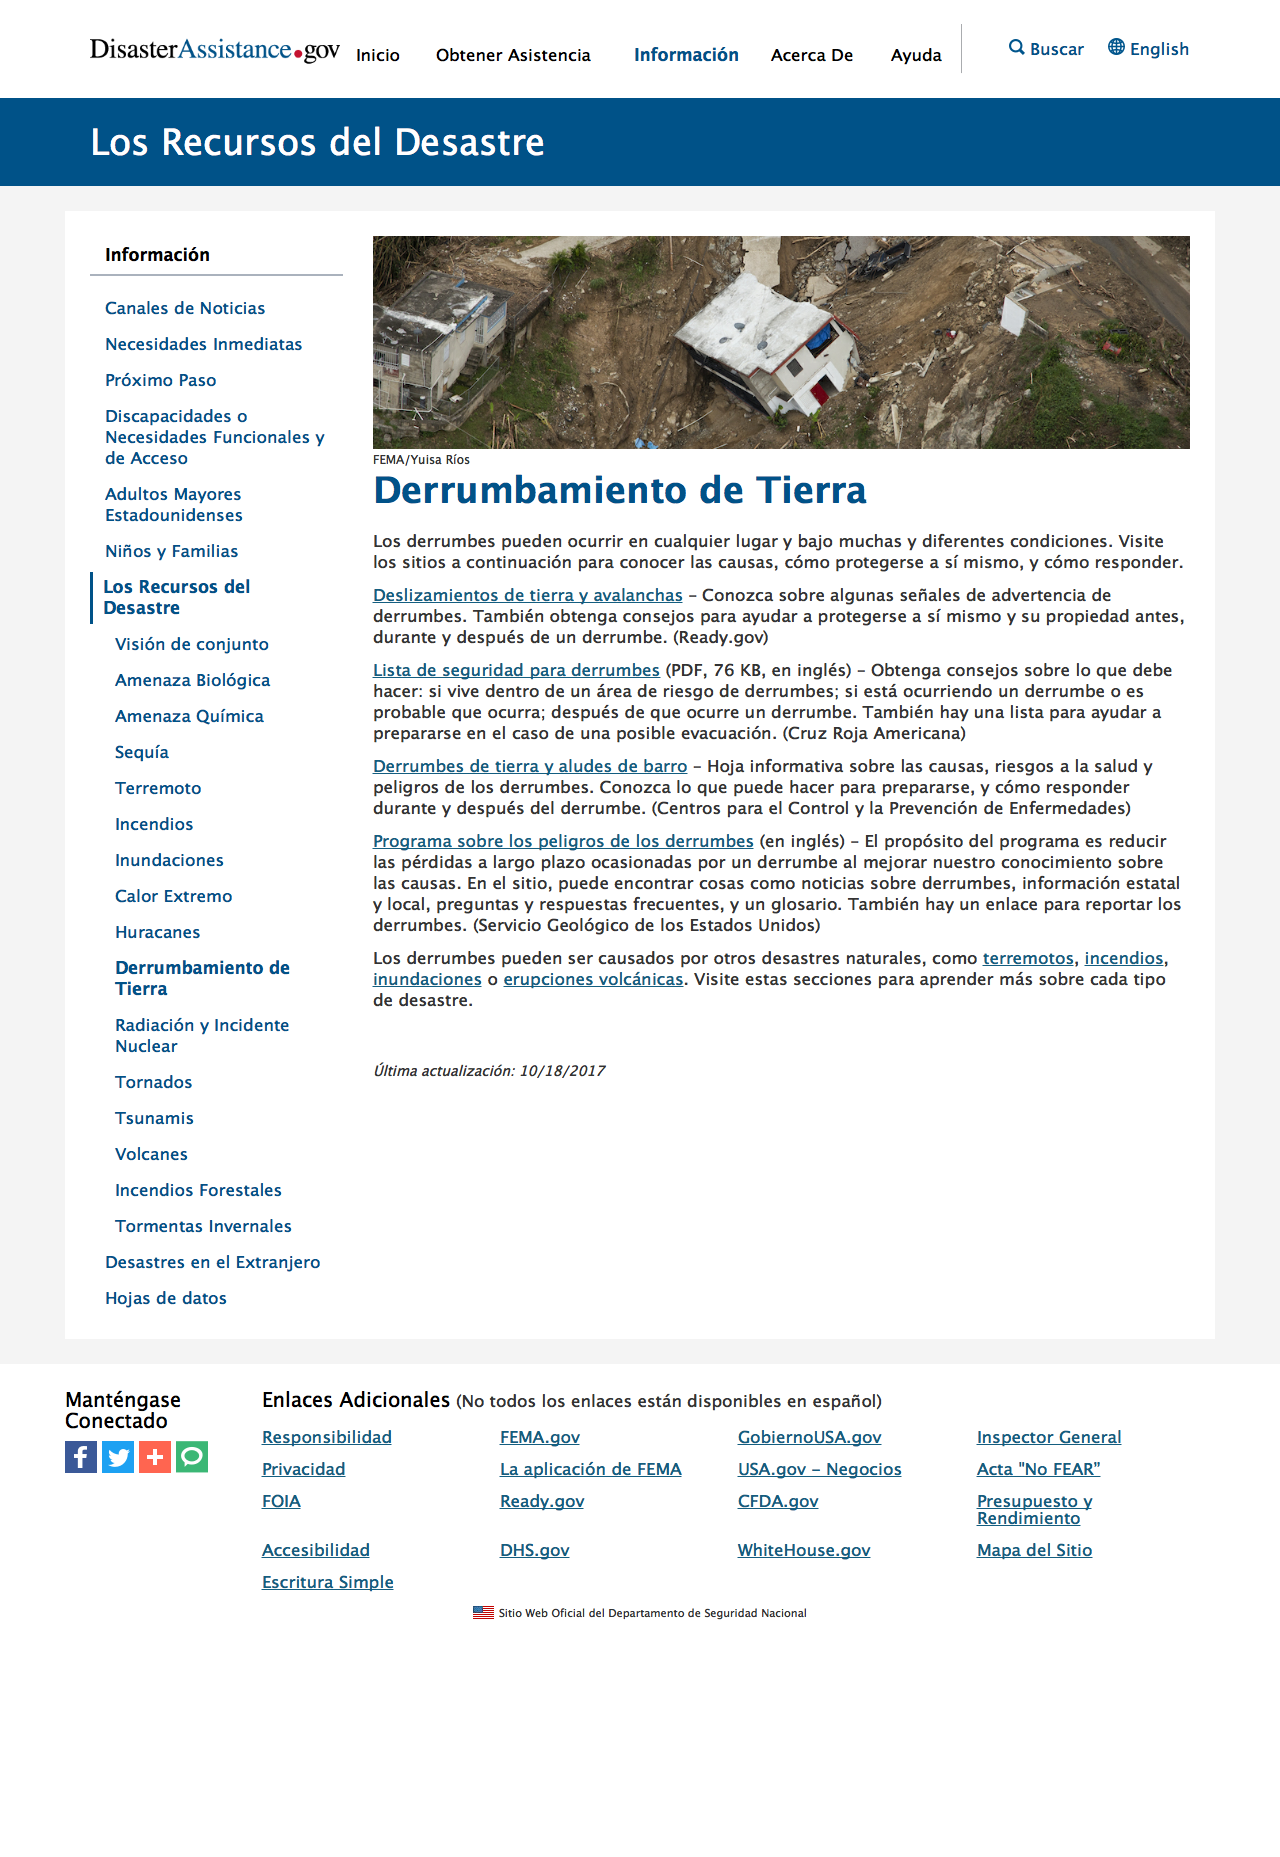 DisasterAssistance.gov
Inicio
Obtener Asistencia
Información
Acerca De
Ayuda
Buscar
English
Los Recursos del Desastre
Información
Canales de Noticias
Necesidades Inmediatas
Próximo Paso
Discapacidades o
Necesidades Funcionales y
de Acceso
Adultos Mayores
Estadounidenses
Niños y Familias
Los Recursos del
Desastre
Visión de conjunto
Amenaza Biológica
Amenaza Química
Sequía
Terremoto
Incendios
Inundaciones
Calor Extremo
Huracanes
Derrumbamiento de
Tierra
Radiación y Incidente
Nuclear
Tornados
Tsunamis
Volcanes
Incendios Forestales
Tormentas Invernales
Desastres en el Extranjero
Hojas de datos
FEMA/Yuisa Ríos
Derrumbamiento de Tierra
Los derrumbes pueden ocurrir en cualquier lugar y bajo muchas y diferentes condiciones. Visite
los sitios a continuación para conocer las causas, cómo protegerse a sí mismo, y cómo responder.
Deslizamientos de tierra y avalanchas – Conozca sobre algunas señales de advertencia de
derrumbes. También obtenga consejos para ayudar a protegerse a sí mismo y su propiedad antes,
durante y después de un derrumbe. (Ready.gov)
Lista de seguridad para derrumbes (PDF, 76 KB, en inglés) – Obtenga consejos sobre lo que debe
hacer: si vive dentro de un área de riesgo de derrumbes; si está ocurriendo un derrumbe o es
probable que ocurra; después de que ocurre un derrumbe. También hay una lista para ayudar a
prepararse en el caso de una posible evacuación. (Cruz Roja Americana)
Derrumbes de tierra y aludes de barro – Hoja informativa sobre las causas, riesgos a la salud y
peligros de los derrumbes. Conozca lo que puede hacer para prepararse, y cómo responder
durante y después del derrumbe. (Centros para el Control y la Prevención de Enfermedades)
Programa sobre los peligros de los derrumbes (en inglés) – El propósito del programa es reducir
las pérdidas a largo plazo ocasionadas por un derrumbe al mejorar nuestro conocimiento sobre
las causas. En el sitio, puede encontrar cosas como noticias sobre derrumbes, información estatal
y local, preguntas y respuestas frecuentes, y un glosario. También hay un enlace para reportar los
derrumbes. (Servicio Geológico de los Estados Unidos)
Los derrumbes pueden ser causados por otros desastres naturales, como terremotos, incendios,
inundaciones o erupciones volcánicas. Visite estas secciones para aprender más sobre cada tipo
de desastre.
Última actualización: 10/18/2017
Manténgase
Conectado
Enlaces Adicionales (No todos los enlaces están disponibles en español)
Responsibilidad
FEMA.gov
GobiernoUSA.gov
Inspector General
Privacidad
La aplicación de FEMA
USA.gov – Negocios
Acta "No FEAR"
FOIA
Ready.gov
CFDA.gov
Presupuesto y
Rendimiento
Accesibilidad
DHS.gov
WhiteHouse.gov
Mapa del Sitio
Escritura Simple
Sitio Web Oficial del Departamento de Seguridad Nacional